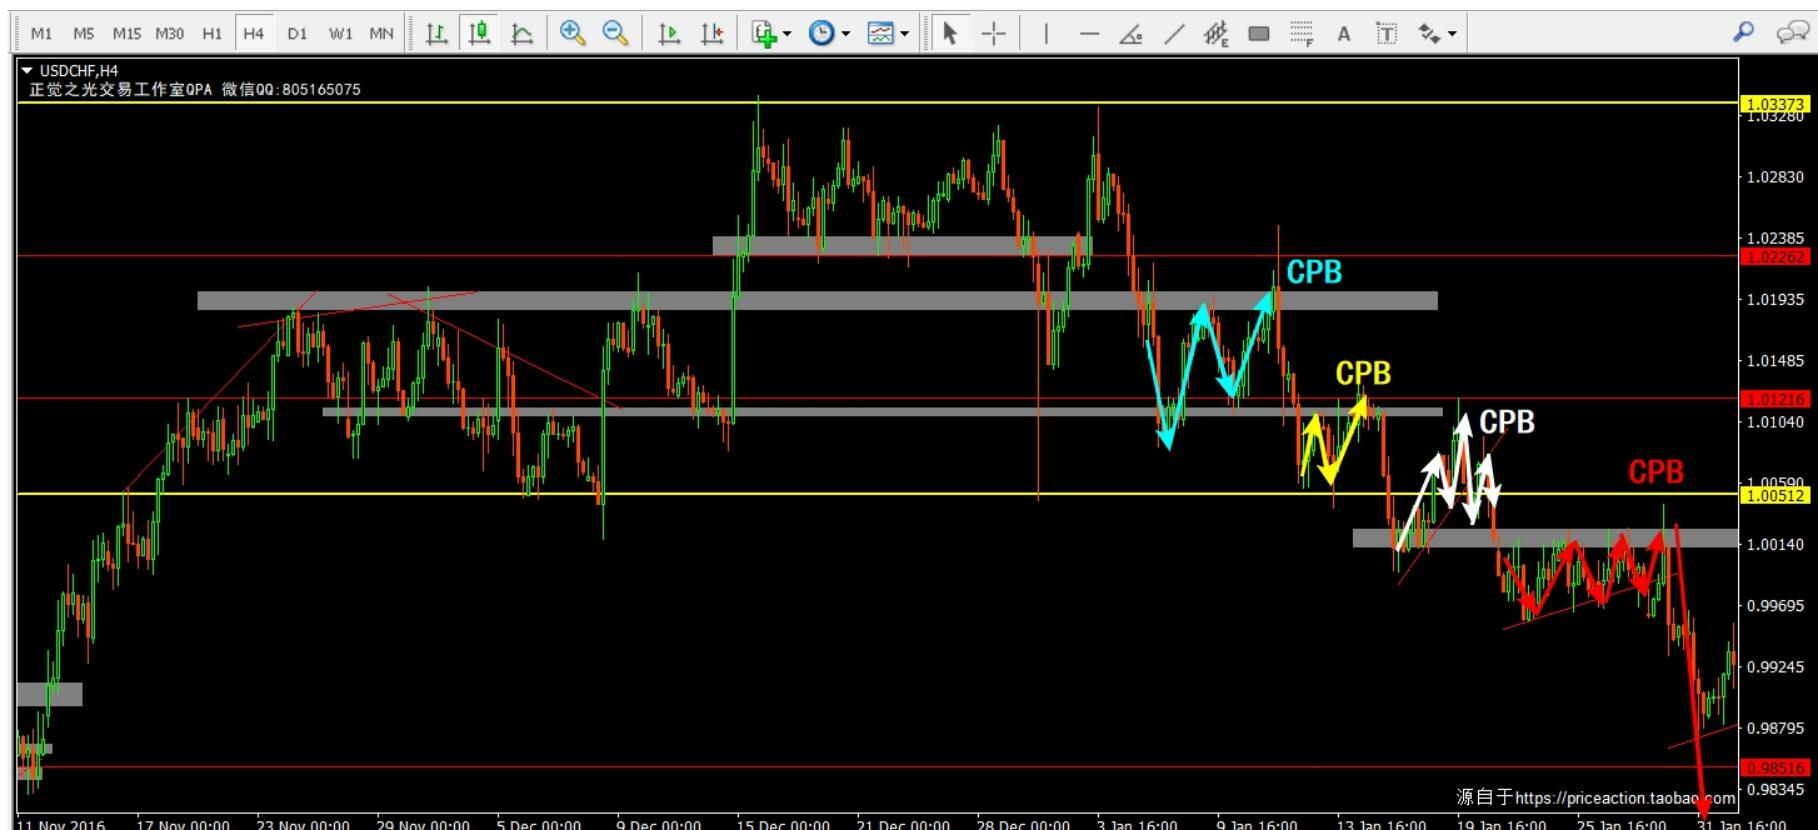 M1 M5 M15 M30 H1 H4 D1 W1 MN E F A T
USDCHF,H4
正觉之光交易工作室QPA 微信QQ:805165075
1.03373
1.03280
1.02830
1.02385
1.02262
CPB
1.01935
1.01485
CPB
1.01216
1.01040
CPB
CPB
1.00590
1.00512
1.00140
0.99695
0.99245
0.98795
0.98516
0.98345
源自于https://priceaction.taobao.com
11 Nov 2016 17 Nov 00:00 23 Nov 00:00 29 Nov 00:00 5 Dec 00:00 9 Dec 00:00 15 Dec 00:00 21 Dec 00:00 28 Dec 00:00 3 Jan 16:00 9 Jan 16:00 13 Jan 16:00 19 Jan 16:00 25 Jan 16:00 31 Jan 16:00